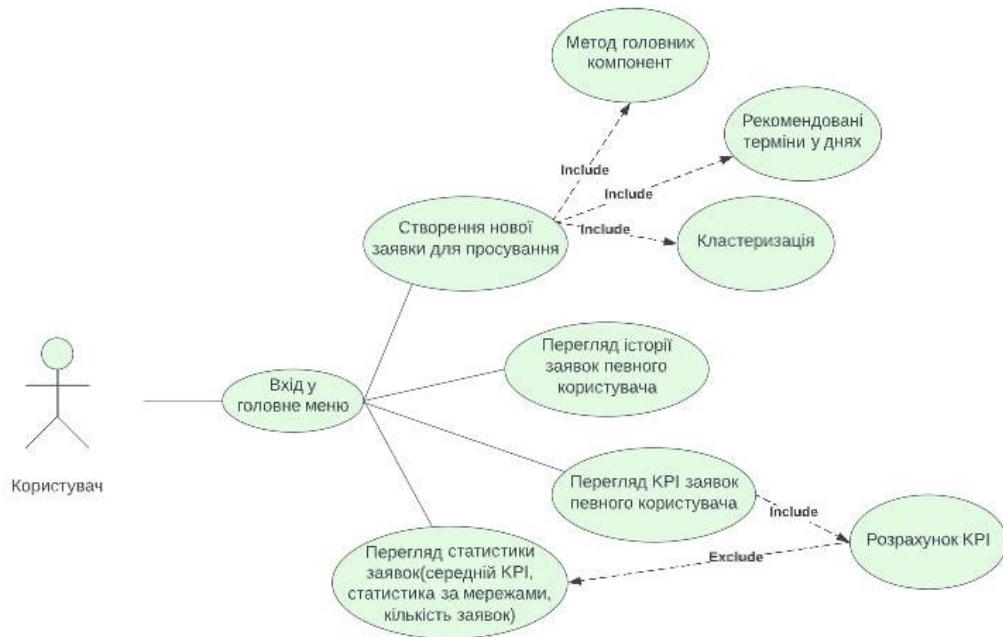 Метод головних
компонент
Рекомендовані
терміни у днях
Include
Include
Створення нової
заявки для просування
Include
Кластеризація
Перегляд історії
заявок певного
користувача
Вхід у
головне меню
Користувач
Перегляд KPI заявок
певного користувача
Include
Розрахунок KPI
Exclude
Перегляд статистики
заявок(середній KPI,
статистика за мережами,
кількість заявок)